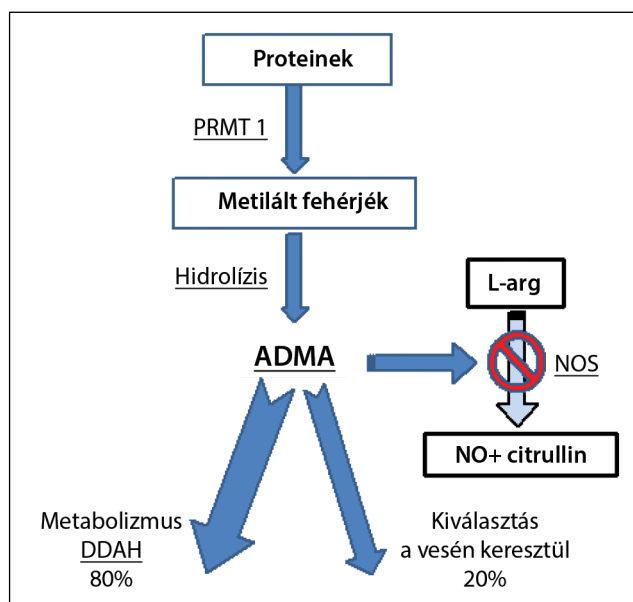 Proteinek
PRMT 1
Metilált fehérjék
Hidrolízis
L-arg
ADMA
NOS
NO+ citrullin
Metabolizmus
DDAH
80%
Kiválasztás
a vesén keresztül
20%